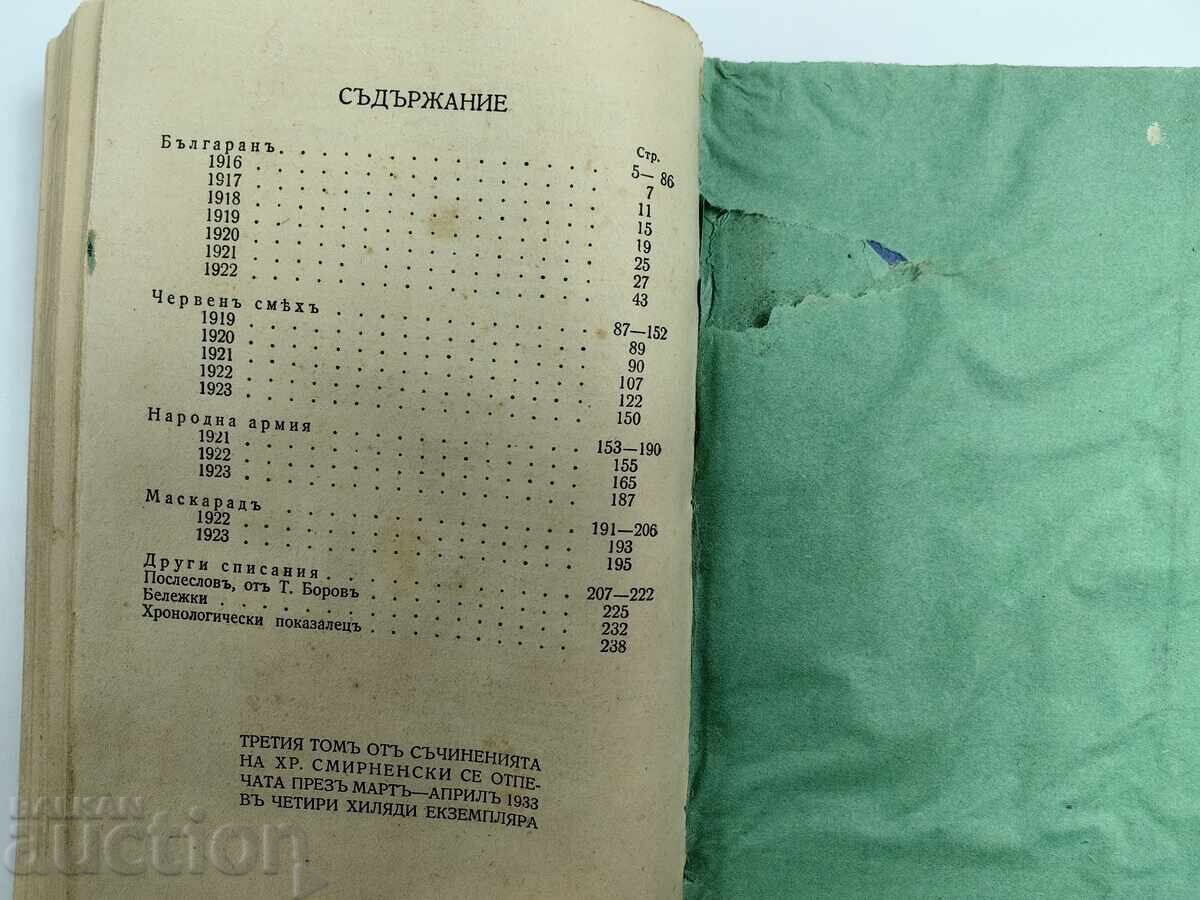 СЪДЪРЖАНИЕ
Стр.
Българанъ 5—86
1916 7
1917 11
1918 15
1919 19
1920 25
1921 27
1922 43
Червенъ смѣхъ 87—152
1919 89
1920 90
1921 107
1922 122
1923 150
Народна армия 153—190
1921 155
1922 165
1923 187
Маскарадъ 191—206
1922 193
1923 195
Други списания 207—222
Послесловъ, отъ Т. Боровъ 225
Бележки 232
Хронологически показалецъ 238
ТРЕТИЯ ТОМЪ ОТЪ СЪЧИНЕНИЯТА
НА ХР. СМИРНЕНСКИ СЕ ОТПЕ-
ЧАТА ПРЕЗЪ МАРТЪ—АПРИЛЪ 1933
ВЪ ЧЕТИРИ ХИЛЯДИ ЕКЗЕМПЛЯРА
BALKAN
auction